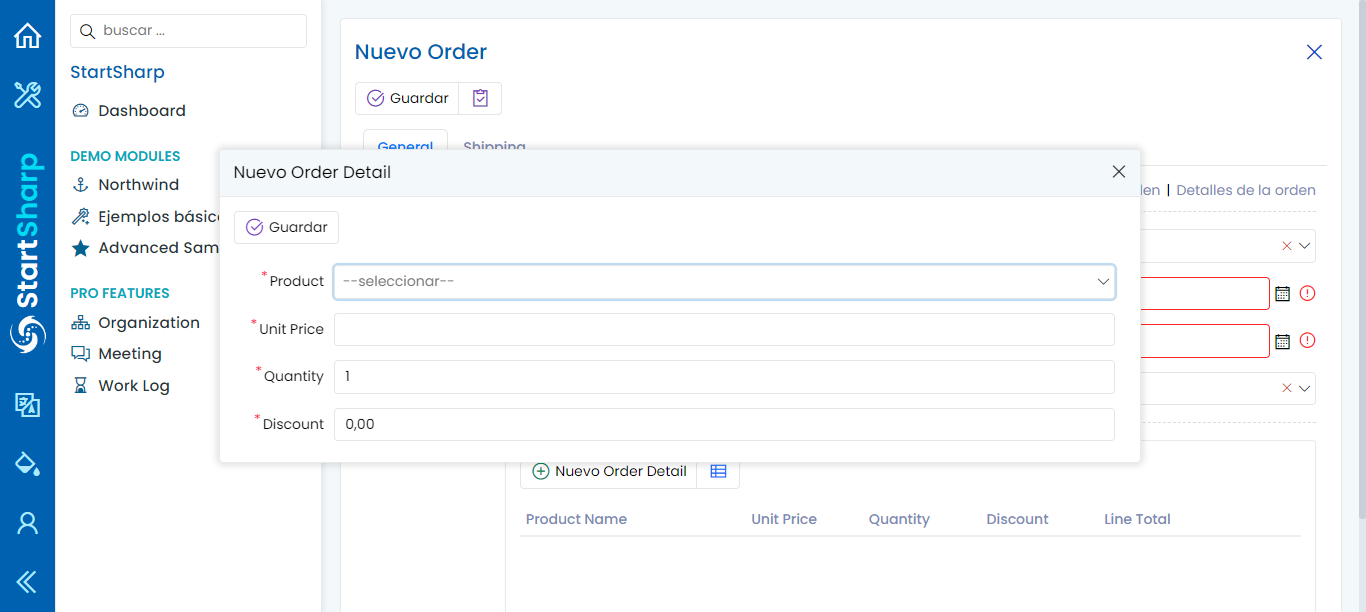 buscar ...
StartSharp
Dashboard
DEMO MODULES
Northwind
Ejemplos básic
Advanced Sam
PRO FEATURES
Organization
Meeting
Work Log
StartSharp
Nuevo Order
Guardar
General
Shipping
Detalles de la orden
Nuevo Order Detail
Guardar
*Product --seleccionar--
*Unit Price
*Quantity 1
*Discount 0,00
Nuevo Order Detail
Product Name Unit Price Quantity Discount Line Total